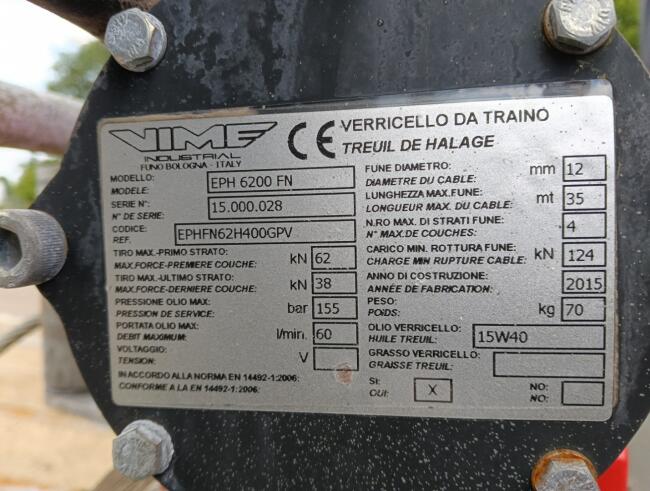 VIME
INDUSTRIAL
FUNO BOLOGNA - ITALY
CE
VERRICELLO DA TRAINO
TREUIL DE HALAGE
MODELLO:
MODELE:
EPH 6200 FN
SERIE N°:
N° DE SERIE:
15.000.028
CODICE:
REF.
EPHFN62H400GPV
TIRO MAX.-PRIMO STRATO:
MAX.FORCE-PREMIERE COUCHE:
kN 62
TIRO MAX-ULTIMO STRATO:
MAX.FORCE-DERNIERE COUCHE:
kN 38
PRESSIONE OLIO MAX:
PRESSION DE SERVICE:
bar 155
PORTATA OLIO MAX:
DEBIT MAXIMUM:
l/min. 60
VOLTAGGIO:
TENSION:
V
FUNE DIAMETRO:
DIAMETRE DU CABLE:
mm 12
LUNGHEZZA MAX.FUNE:
LONGUEUR MAX.DU CABLE:
mt 35
N.RO MAX. DI STRATI FUNE:
N° MAX.DE COUCHES:
4
CARICO MIN. ROTTURA FUNE:
CHARGE MIN RUPTURE CABLE:
kN 124
ANNO DI COSTRUZIONE:
ANNÉE DE FABRICATION:
2015
PESO:
POIDS:
kg 70
OLIO VERRICELLO:
HUILE TREUIL:
15W40
GRASSO VERRICELLO:
GRAISSE TREUIL:
IN ACCORDO ALLA NORMA EN 14492-1:2006:
CONFORME A LA EN 14492-1:2006:
SI:
OUI:
X
NO:
NO: